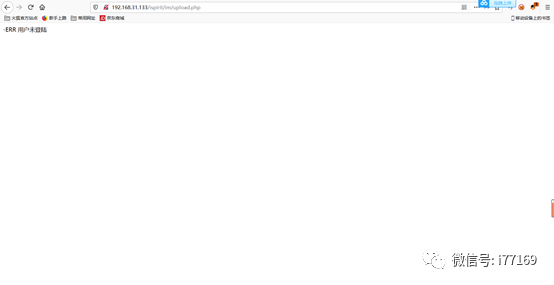 192.168.31.133/ispirit/im/upload.php
火狐官方站点 新手上路 常用网址 京东商城 移动设备上的书签
-ERR 用户未登陆
微信号: i77169